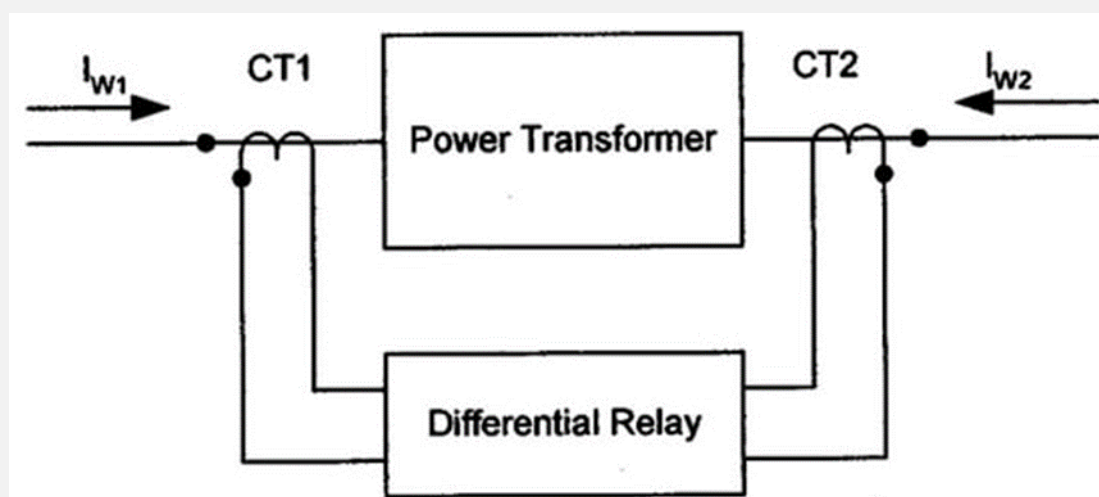 I_W1
CT1
CT2
I_W2
Power Transformer
Differential Relay